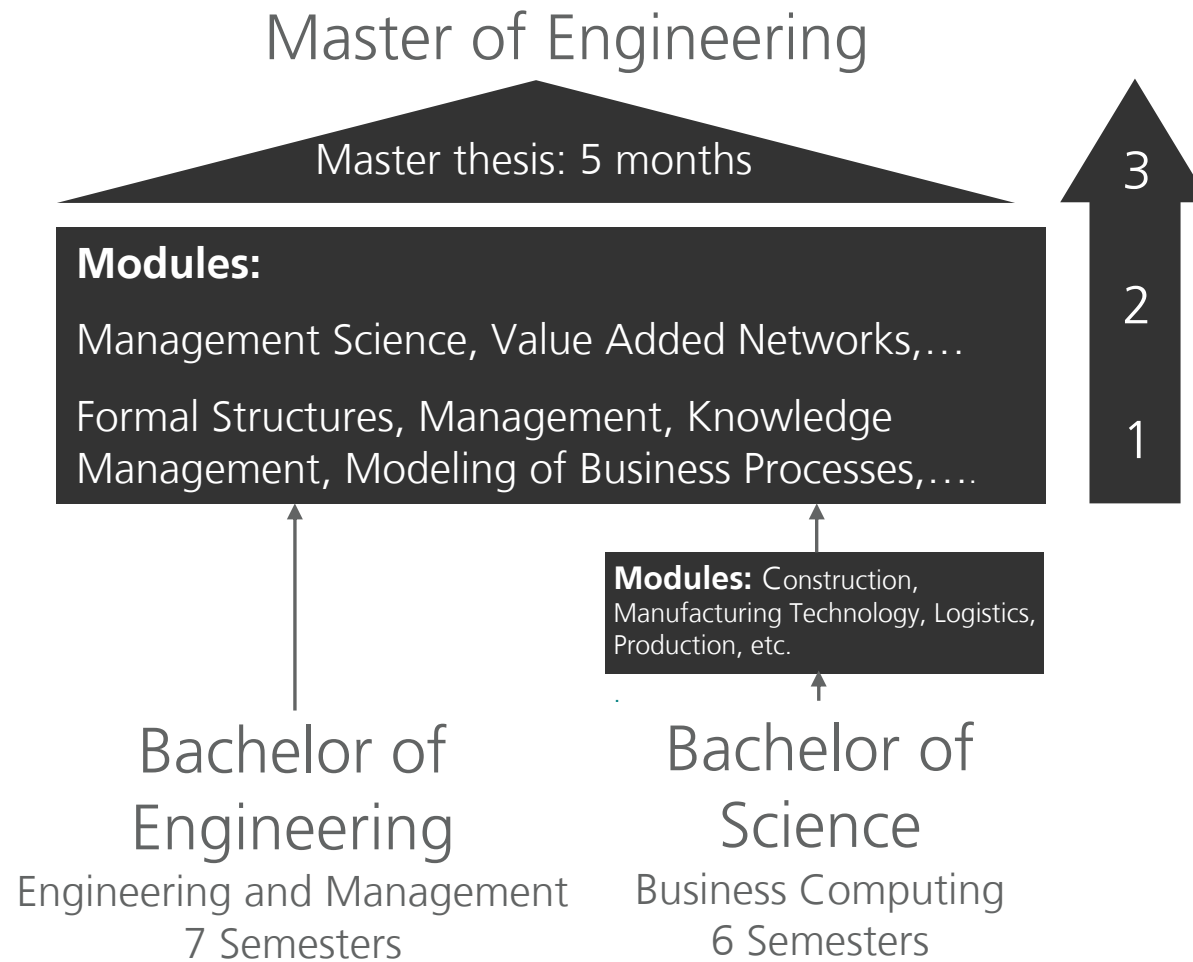 Master of Engineering
Master thesis: 5 months
3
Modules:
2
Management Science, Value Added Networks,…
Formal Structures, Management, Knowledge
1
Management, Modeling of Business Processes,….
Modules: Construction,
Manufacturing Technology, Logistics,
Production, etc.
Bachelor of
Engineering
Engineering and Management
7 Semesters
Bachelor of
Science
Business Computing
6 Semesters